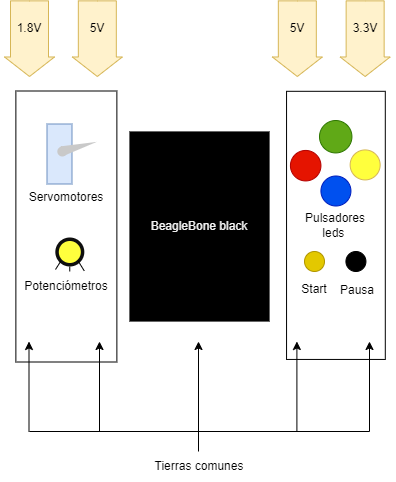 1.8V
5V
5V
3.3V
Servomotores
Potenciómetros
BeagleBone black
Pulsadores
leds
Start
Pausa
Tierras comunes